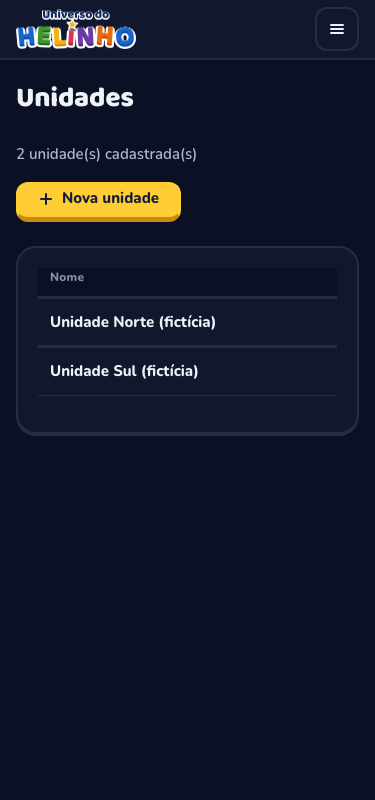 Universo do
HELINHO
Unidades
2 unidade(s) cadastrada(s)
+ Nova unidade
Nome
Unidade Norte (fictícia)
Unidade Sul (fictícia)